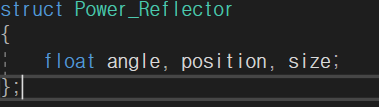 struct Power_Reflector
{
    float angle, position, size;
};